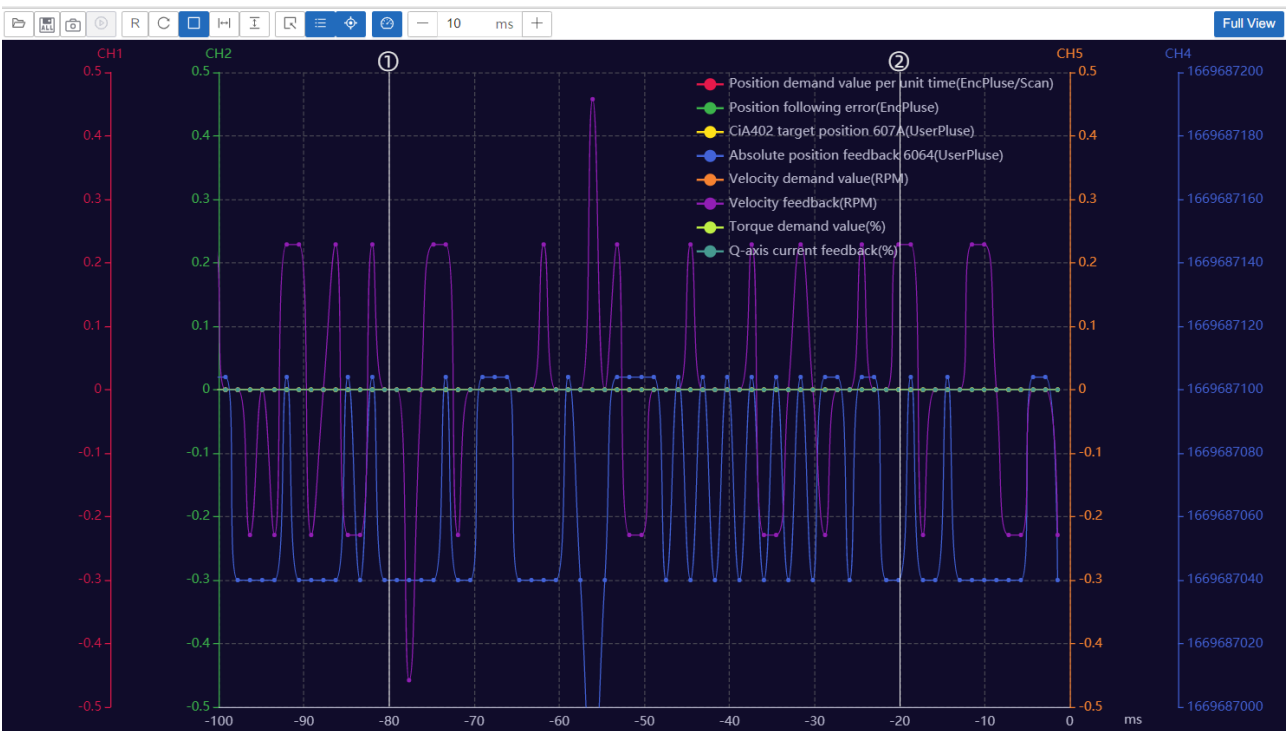 ALL R 10 ms Full View
CH1 CH2 ① ② CH5 CH4
0.5 0.5 0.5 1669687200
Position demand value per unit time(EncPluse/Scan)
Position following error(EncPluse)
0.4 0.4 0.4 1669687180
CiA402 target position 607A(UserPluse)
Absolute position feedback 6064(UserPluse)
Velocity demand value(RPM)
0.3 0.3 0.3 1669687160
Velocity feedback(RPM)
Torque demand value(%)
Q-axis current feedback(%)
0.2 0.2 0.2 1669687140
0.1 0.1 0.1 1669687120
0 0 0 1669687100
-0.1 -0.1 -0.1 1669687080
-0.2 -0.2 -0.2 1669687060
-0.3 -0.3 -0.3 1669687040
-0.4 -0.4 -0.4 1669687020
-0.5 -0.5 -0.5 1669687000
-100 -90 -80 -70 -60 -50 -40 -30 -20 -10 0 ms